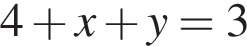 4 + x + y = 3